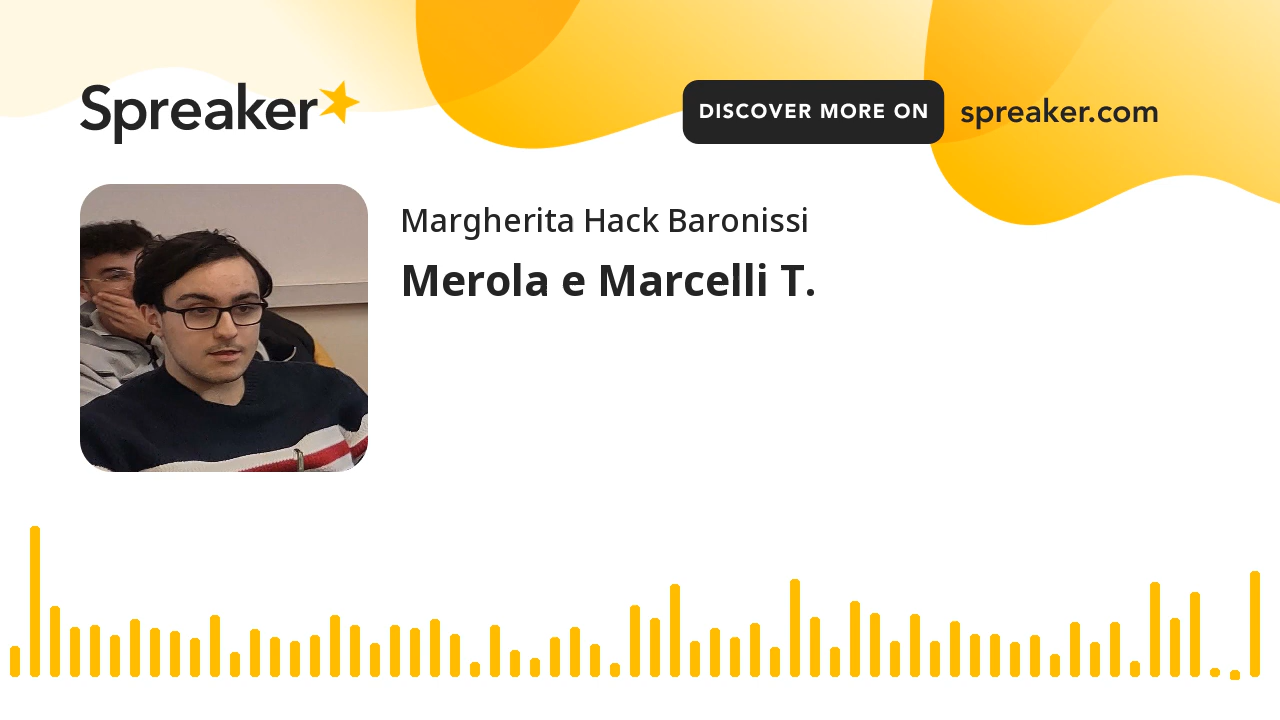 Spreaker
DISCOVER MORE ON spreaker.com
Margherita Hack Baronissi
Merola e Marcelli T.